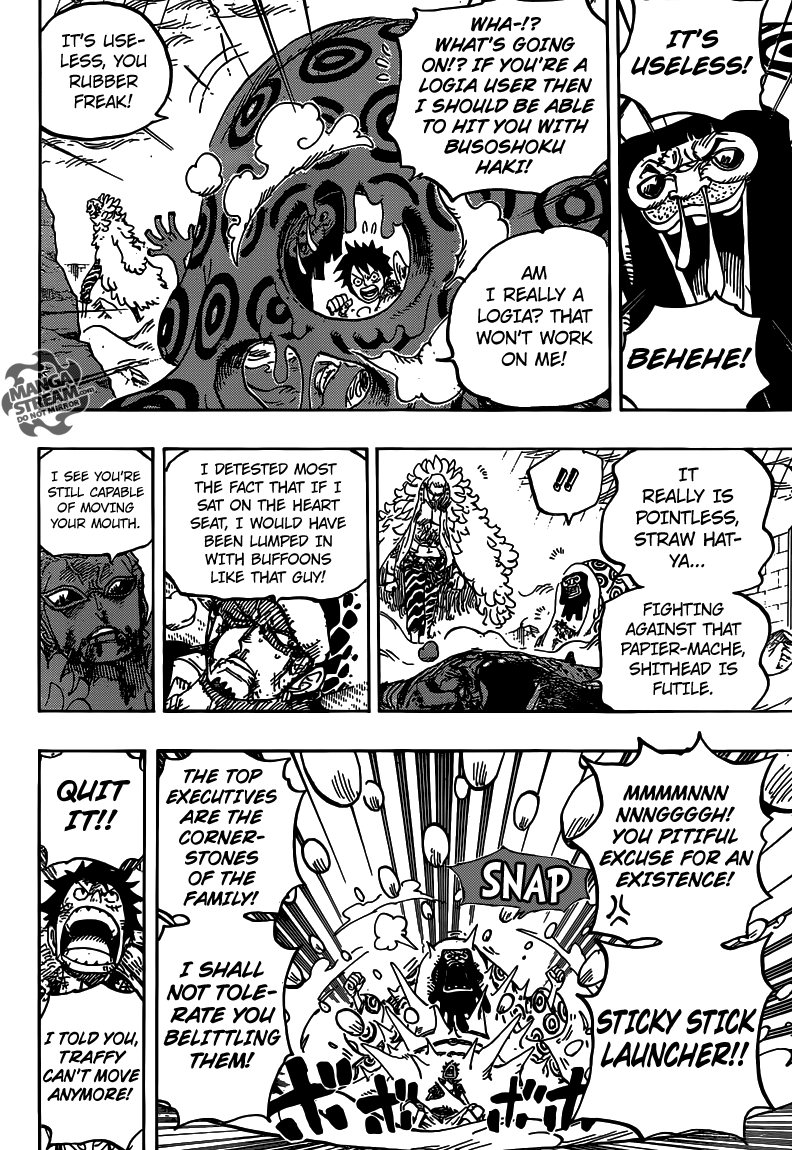 IT'S
USELESS!
BEHEHE!
WHA-!?
WHAT'S GOING
ON!? IF YOU'RE A
LOGIA USER THEN
I SHOULD BE ABLE
TO HIT YOU WITH
BUSOSHOKU
HAKI!
AM
I REALLY A
LOGIA? THAT
WON'T WORK
ON ME!
IT'S USE-
LESS, YOU
RUBBER
FREAK!
MANGA
STREAM.com
DO NOT MIRROR
IT
REALLY IS
POINTLESS,
STRAW HAT-
YA...
FIGHTING
AGAINST THAT
PAPIER-MACHE,
SHITHEAD IS
FUTILE.
!!
I DETESTED MOST
THE FACT THAT IF I
SAT ON THE HEART
SEAT, I WOULD HAVE
BEEN LUMPED IN
WITH BUFFOONS
LIKE THAT GUY!
I SEE YOU'RE
STILL CAPABLE
OF MOVING
YOUR MOUTH.
MMMMNNN
NNNGGGGH!
YOU PITIFUL
EXCUSE FOR AN
EXISTENCE!
STICKY STICK
LAUNCHER!!
SNAP
ボボボ
THE TOP
EXECUTIVES
ARE THE
CORNER-
STONES
OF THE
FAMILY!
I SHALL
NOT TOLE-
RATE YOU
BELITTLING
THEM!
QUIT
IT!!
I TOLD YOU,
TRAFFY
CAN'T MOVE
ANYMORE!